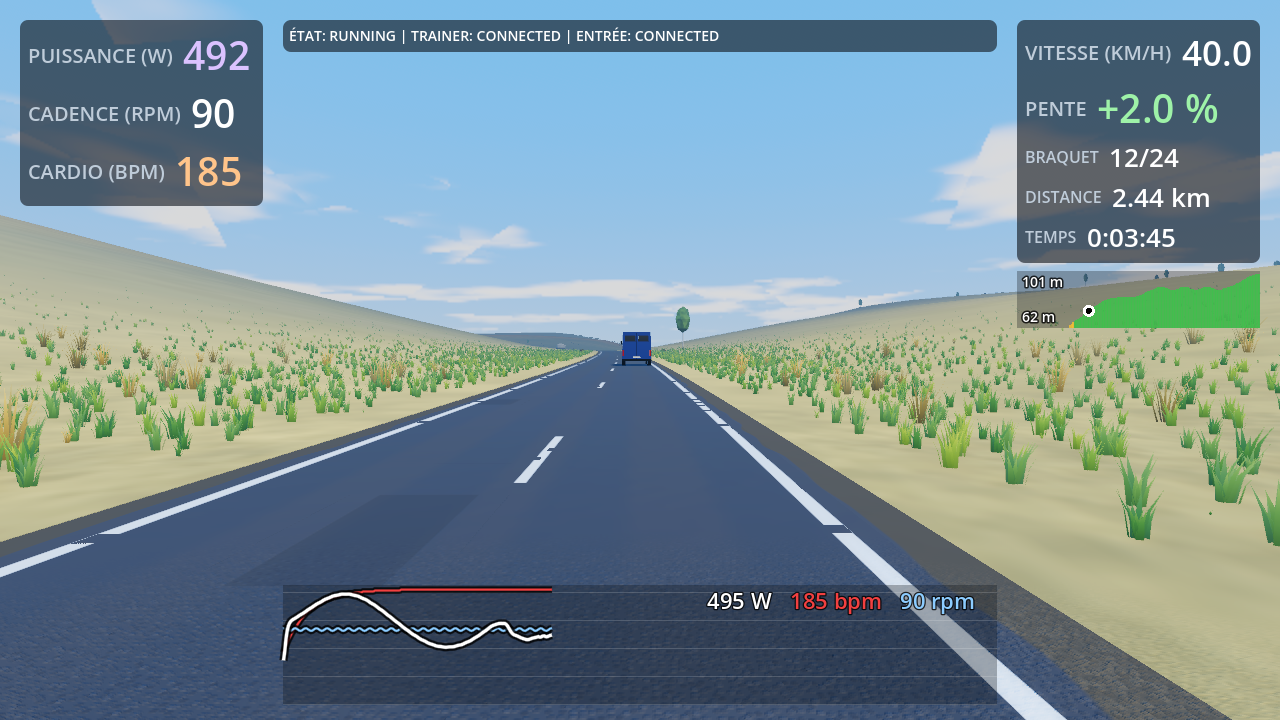 PUISSANCE (W) 492
CADENCE (RPM) 90
CARDIO (BPM) 185
ÉTAT: RUNNING | TRAINER: CONNECTED | ENTRÉE: CONNECTED
VITESSE (KM/H) 40.0
PENTE +2.0 %
BRAQUET 12/24
DISTANCE 2.44 km
TEMPS 0:03:45
101 m
62 m
495 W 185 bpm 90 rpm